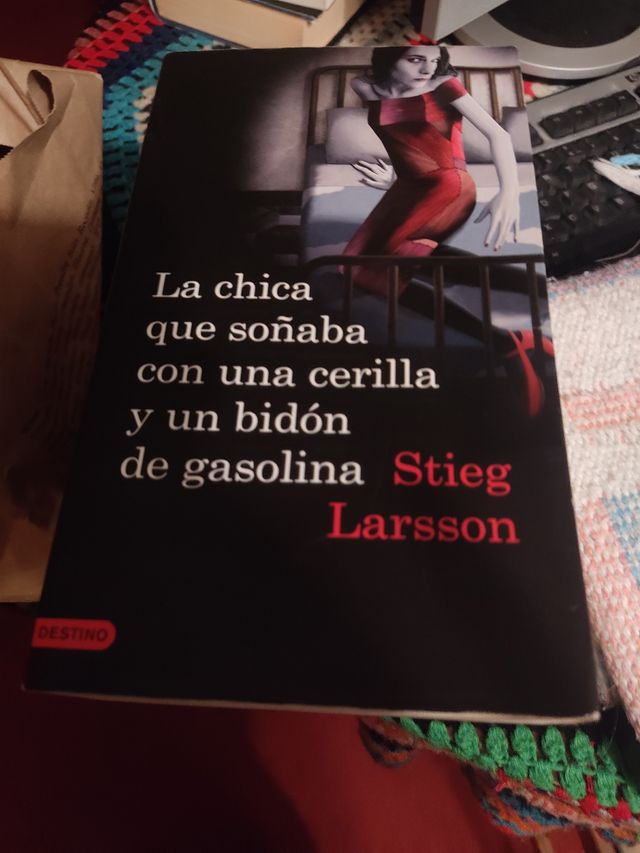 La chica
que soñaba
con una cerilla
y un bidón
de gasolina Stieg
Larsson
DESTINO